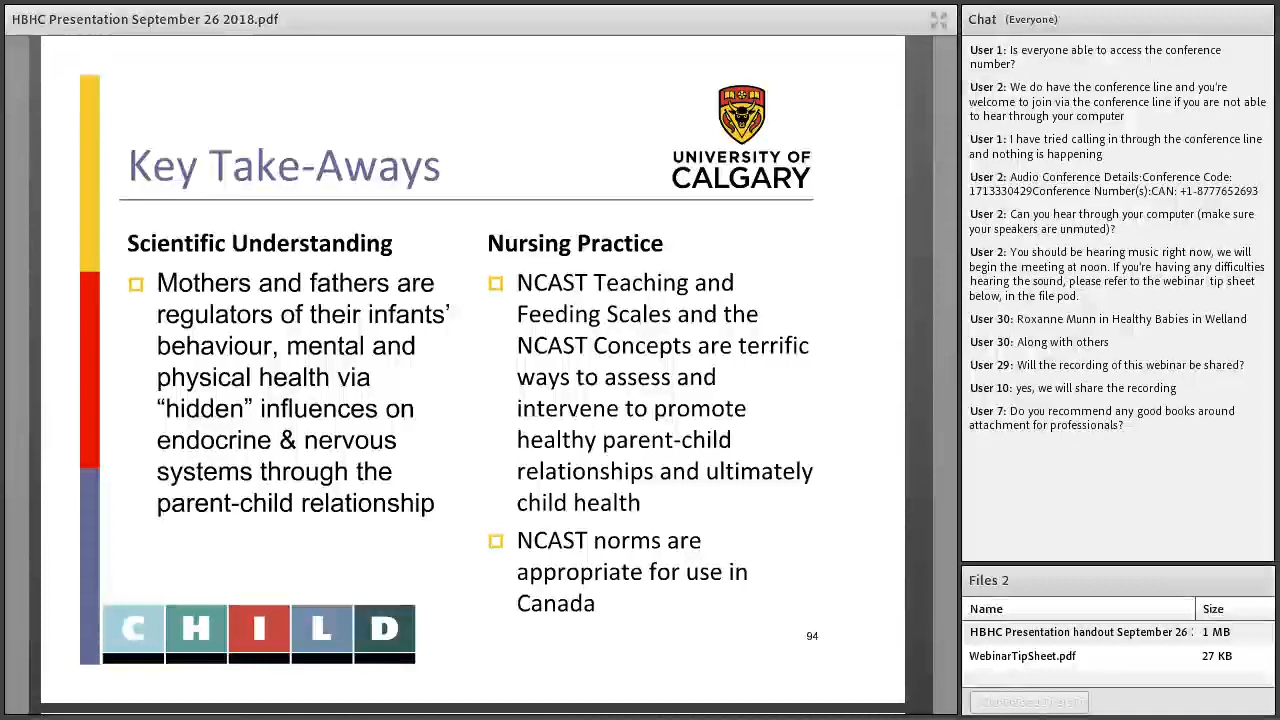 HBHC Presentation September 26 2018.pdf
UNIVERSITY OF
CALGARY
Key Take-Aways
Scientific Understanding
Mothers and fathers are
regulators of their infants’
behaviour, mental and
physical health via
“hidden” influences on
endocrine & nervous
systems through the
parent-child relationship
Nursing Practice
NCAST Teaching and
Feeding Scales and the
NCAST Concepts are terrific
ways to assess and
intervene to promote
healthy parent-child
relationships and ultimately
child health
NCAST norms are
appropriate for use in
Canada
CHILD
94
Chat (Everyone)
User 1: Is everyone able to access the conference
number?
User 2: We do have the conference line and you're
welcome to join via the conference line if you are not able
to hear through your computer
User 1: I have tried calling in through the conference line
and nothing is happening
User 2: Audio Conference Details:Conference Code:
1713330429Conference Number(s):CAN: +1-8777652693
User 2: Can you hear through your computer (make sure
your speakers are unmuted)?
User 2: You should be hearing music right now, we will
begin the meeting at noon. If you're having any difficulties
hearing the sound, please refer to the webinar tip sheet
below, in the file pod.
User 30: Roxanne Munn in Healthy Babies in Welland
User 30: Along with others
User 29: Will the recording of this webinar be shared?
User 10: yes, we will share the recording
User 7: Do you recommend any good books around
attachment for professionals?
Files 2
Name Size
HBHC Presentation handout September 26 1 MB
WebinarTipSheet.pdf 27 KB